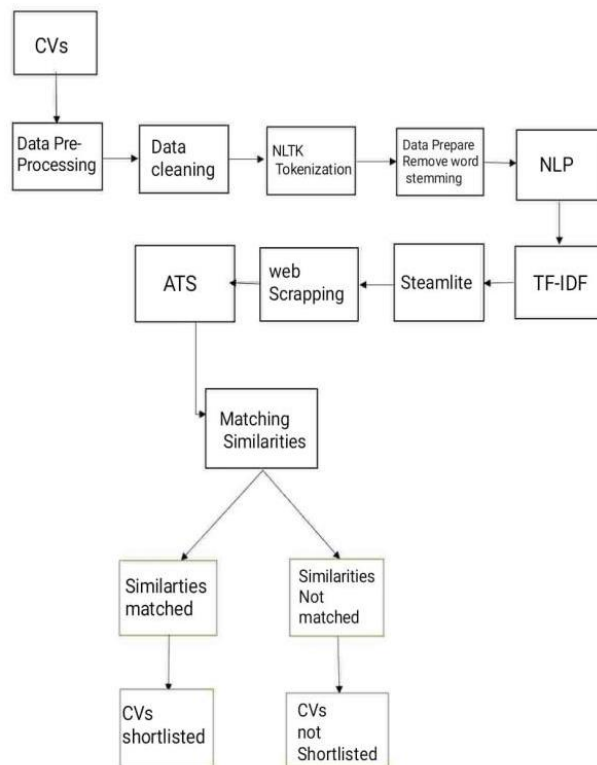 CVs
Data Pre-
Processing
Data
cleaning
NLTK
Tokenization
Data Prepare
Remove word
stemming
NLP
ATS
web
Scrapping
Steamlite
TF-IDF
Matching
Similarities
Similarties
matched
Similarities
Not
matched
CVs
shortlisted
CVs
not
Shortlisted